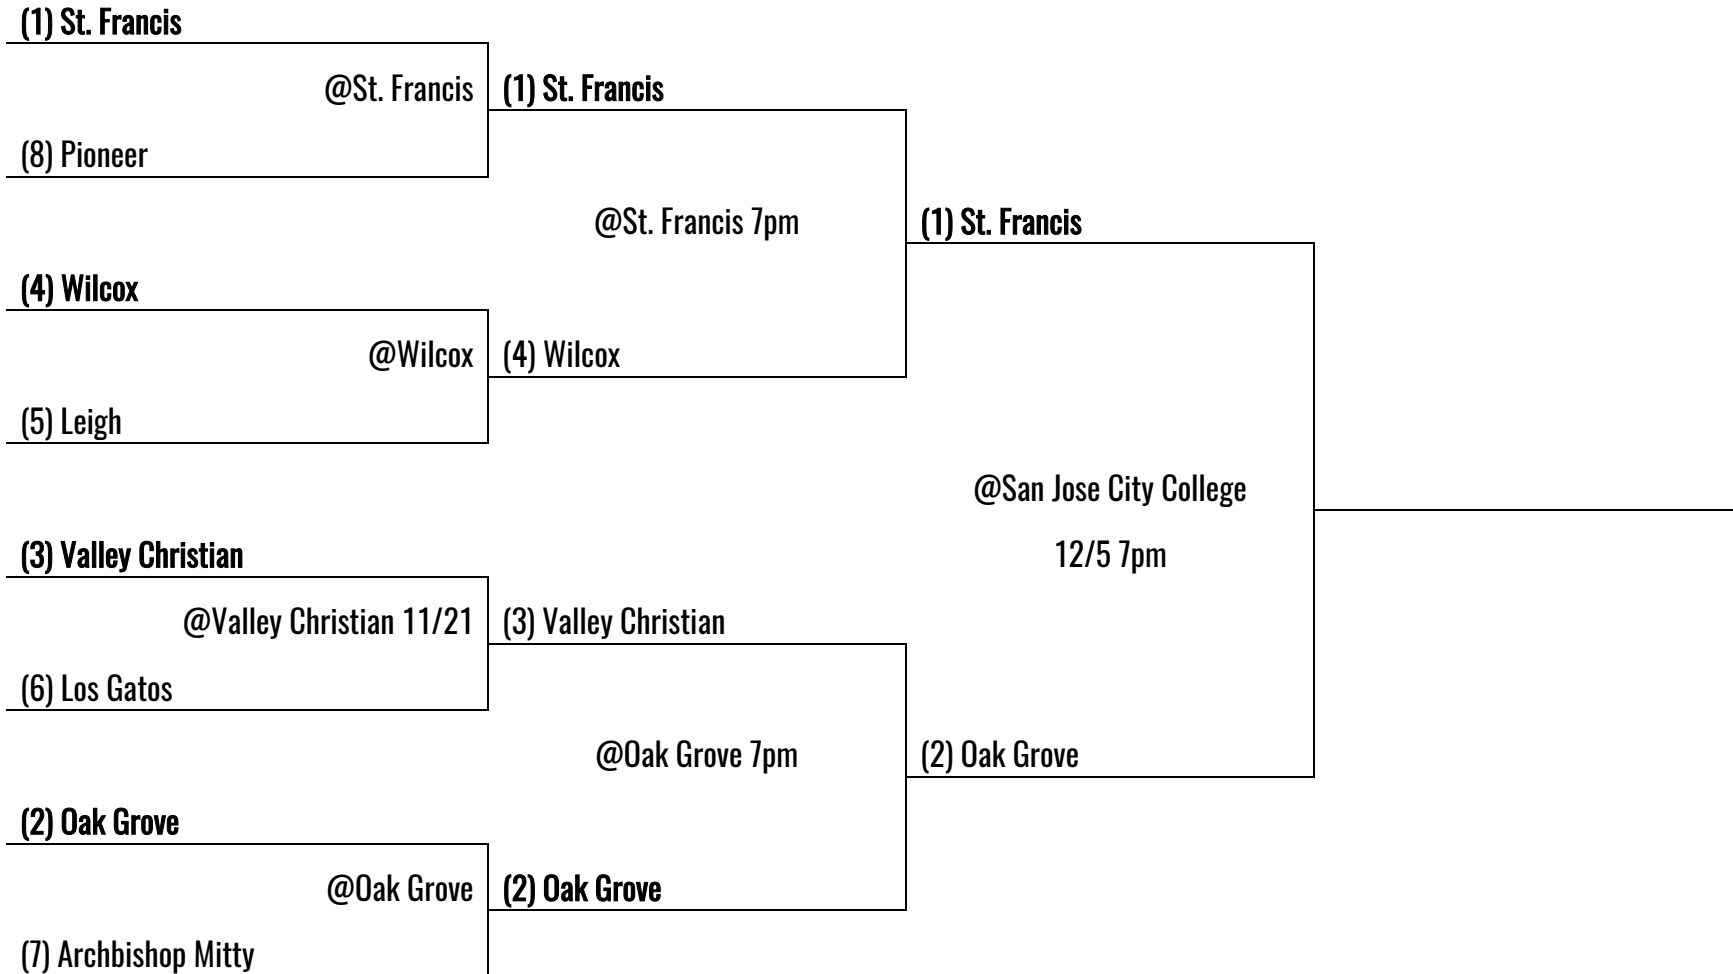 (1) St. Francis
@St. Francis
(1) St. Francis
(8) Pioneer
@St. Francis 7pm
(1) St. Francis
(4) Wilcox
@Wilcox
(4) Wilcox
(5) Leigh
@San Jose City College
12/5 7pm
(3) Valley Christian
@Valley Christian 11/21
(3) Valley Christian
(6) Los Gatos
@Oak Grove 7pm
(2) Oak Grove
(2) Oak Grove
@Oak Grove
(2) Oak Grove
(7) Archbishop Mitty